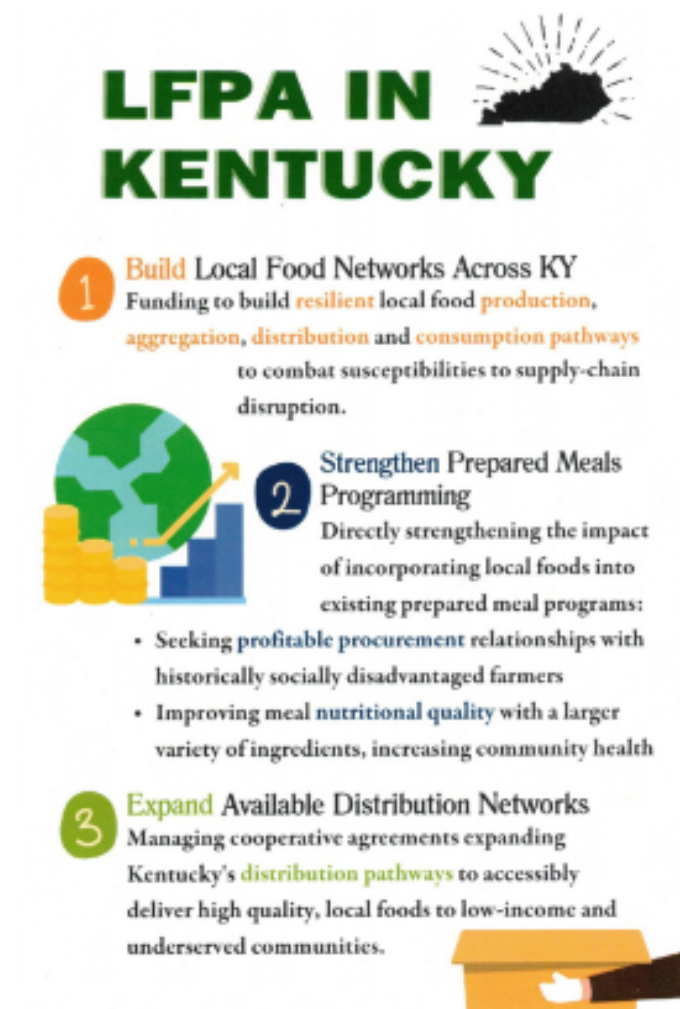 LFPA IN
KENTUCKY
1
Build Local Food Networks Across KY
Funding to build resilient local food production,
aggregation, distribution and consumption pathways
to combat susceptibilities to supply-chain
disruption.
2
Strengthen Prepared Meals
Programming
Directly strengthening the impact
of incorporating local foods into
existing prepared meal programs:
• Seeking profitable procurement relationships with
historically socially disadvantaged farmers
• Improving meal nutritional quality with a larger
variety of ingredients, increasing community health
3
Expand Available Distribution Networks
Managing cooperative agreements expanding
Kentucky's distribution pathways to accessibly
deliver high quality, local foods to low-income and
underserved communities.